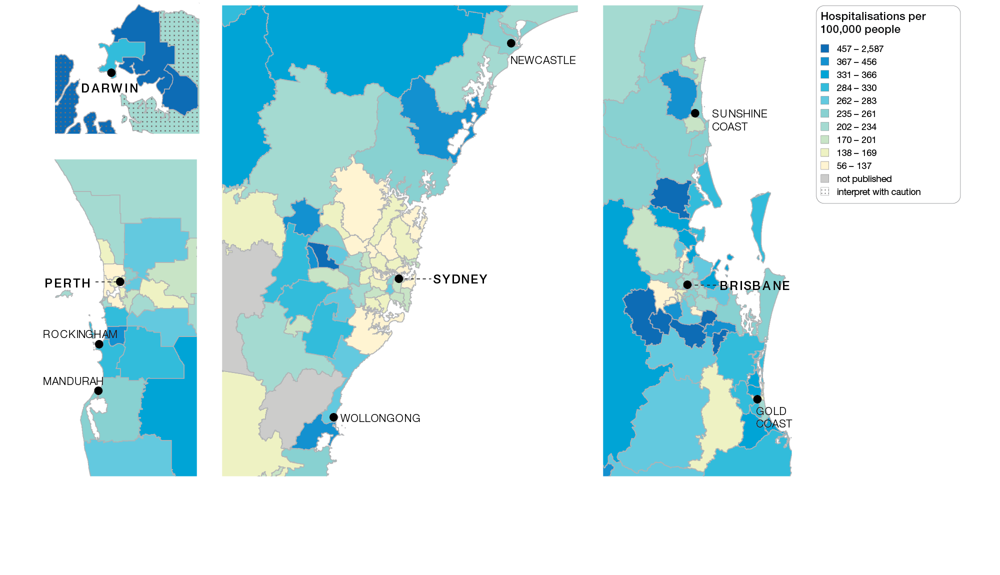 DARWIN
PERTH
ROCKINGHAM
MANDURAH
NEWCASTLE
SYDNEY
WOLLONGONG
SUNSHINE
COAST
BRISBANE
GOLD
COAST
Hospitalisations per
100,000 people
457 – 2,587
367 – 456
331 – 366
284 – 330
262 – 283
235 – 261
202 – 234
170 – 201
138 – 169
56 – 137
not published
interpret with caution